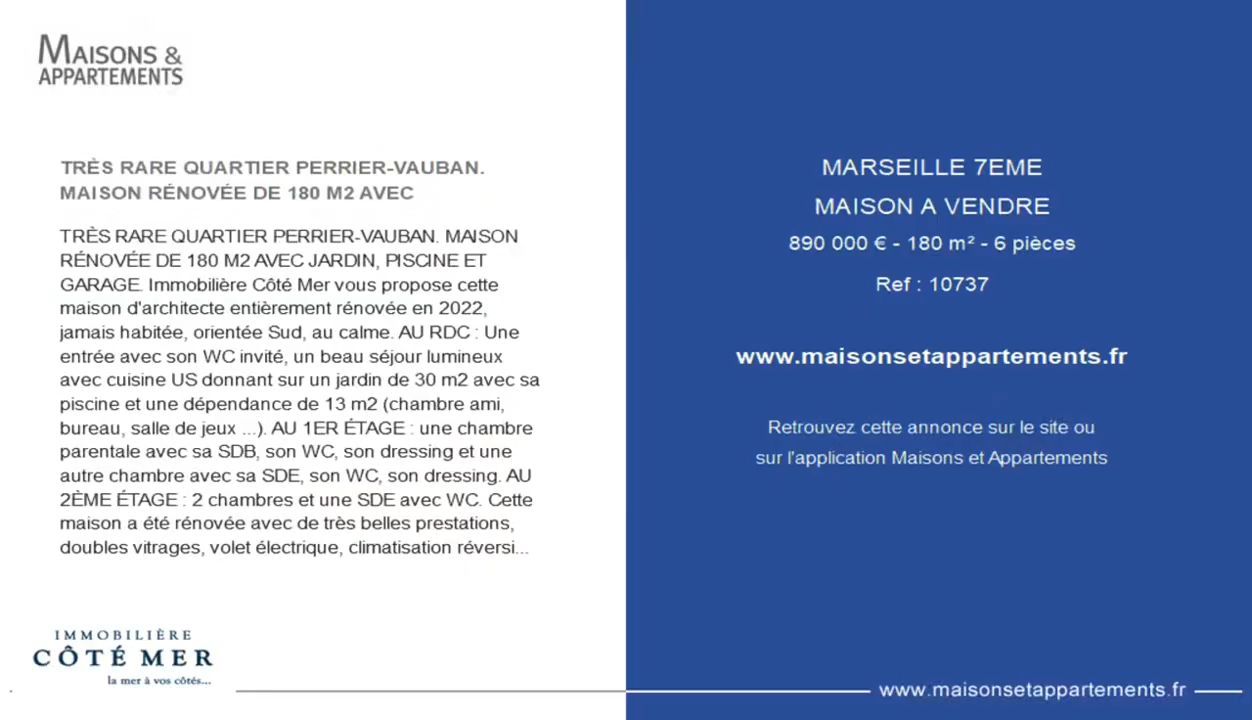 MAISONS &
APPARTEMENTS
TRÈS RARE QUARTIER PERRIER-VAUBAN.
MAISON RÉNOVÉE DE 180 M2 AVEC
TRÈS RARE QUARTIER PERRIER-VAUBAN. MAISON
RÉNOVÉE DE 180 M2 AVEC JARDIN, PISCINE ET
GARAGE. Immobilière Côté Mer vous propose cette
maison d'architecte entièrement rénovée en 2022,
jamais habitée, orientée Sud, au calme. AU RDC : Une
entrée avec son WC invité, un beau séjour lumineux
avec cuisine US donnant sur un jardin de 30 m2 avec sa
piscine et une dépendance de 13 m2 (chambre ami,
bureau, salle de jeux ...). AU 1ER ÉTAGE : une chambre
parentale avec sa SDB, son WC, son dressing et une
autre chambre avec sa SDE, son WC, son dressing. AU
2ÈME ÉTAGE : 2 chambres et une SDE avec WC. Cette
maison a été rénovée avec de très belles prestations,
doubles vitrages, volet électrique, climatisation réversi...
IMMOBILIÈRE
CÔTÉ MER
la mer à vos côtés...
MARSEILLE 7EME
MAISON A VENDRE
890 000 € - 180 m² - 6 pièces
Ref : 10737
www.maisonsetappartements.fr
Retrouvez cette annonce sur le site ou
sur l'application Maisons et Appartements
www.maisonsetappartements.fr